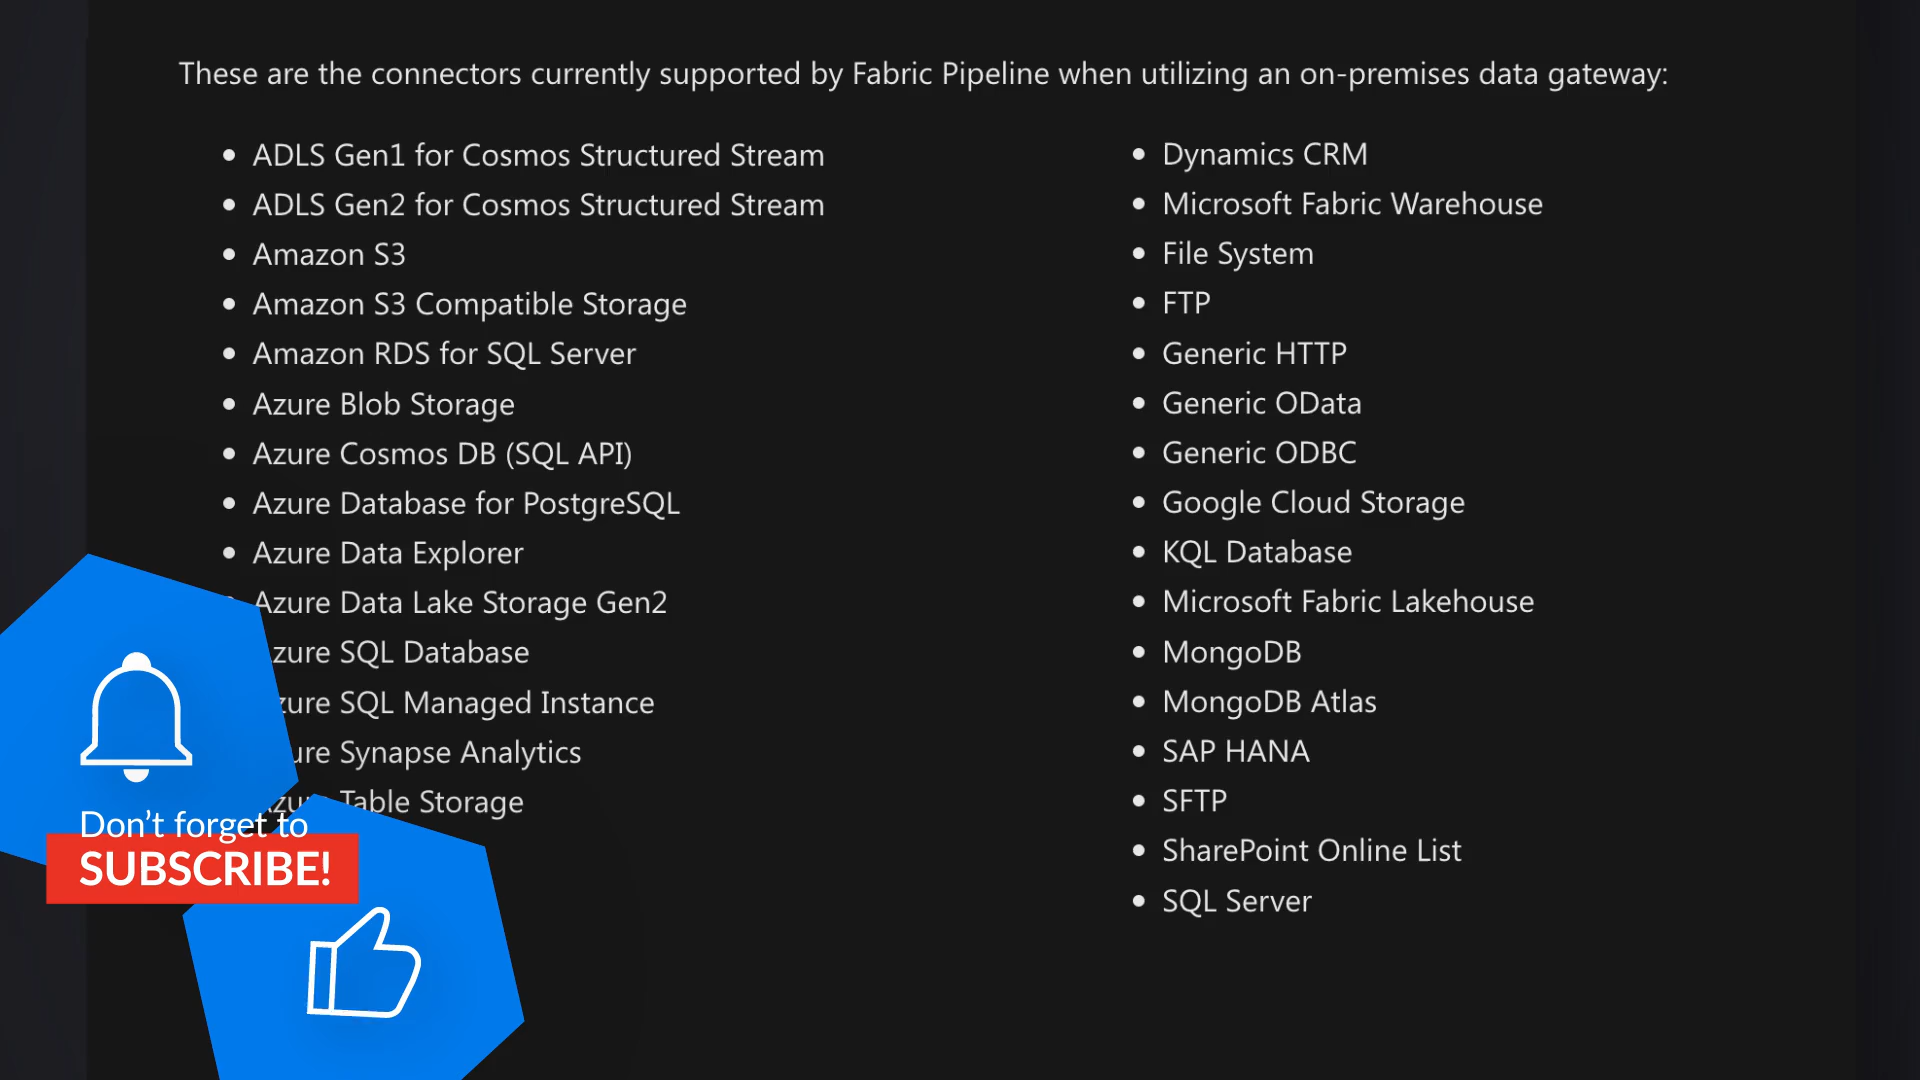 These are the connectors currently supported by Fabric Pipeline when utilizing an on-premises data gateway:
ADLS Gen1 for Cosmos Structured Stream
ADLS Gen2 for Cosmos Structured Stream
Amazon S3
Amazon S3 Compatible Storage
Amazon RDS for SQL Server
Azure Blob Storage
Azure Cosmos DB (SQL API)
Azure Database for PostgreSQL
Azure Data Explorer
Azure Data Lake Storage Gen2
SQL Database
SQL Managed Instance
Synapse Analytics
Table Storage
Dynamics CRM
Microsoft Fabric Warehouse
File System
FTP
Generic HTTP
Generic OData
Generic ODBC
Google Cloud Storage
KQL Database
Microsoft Fabric Lakehouse
MongoDB
MongoDB Atlas
SAP HANA
SFTP
SharePoint Online List
SQL Server
Don't forget to
SUBSCRIBE!